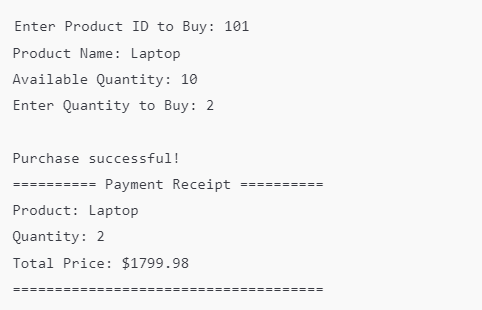 Enter Product ID to Buy: 101
Product Name: Laptop
Available Quantity: 10
Enter Quantity to Buy: 2
Purchase successful!
========== Payment Receipt ==========
Product: Laptop
Quantity: 2
Total Price: $1799.98
=====================================